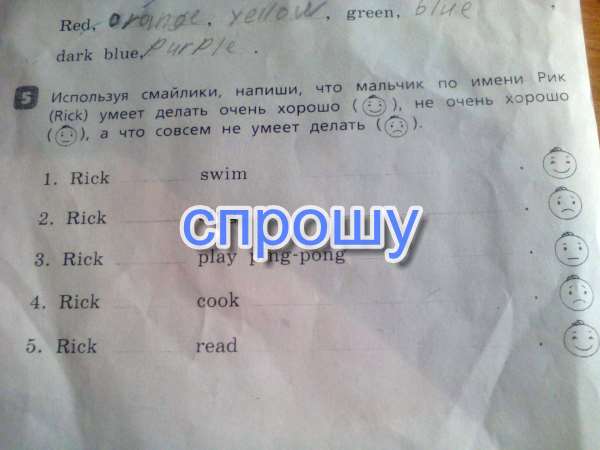 Red, orange, yellow, green, blue
dark blue, purple.
5 Используя смайлики, напиши, что мальчик по имени Рик
(Rick) умеет делать очень хорошо ( ), не очень хорошо
( ), а что совсем не умеет делать ( ).
1. Rick swim .
2. Rick .
спрошу
3. Rick play ping-pong .
4. Rick cook .
5. Rick read .